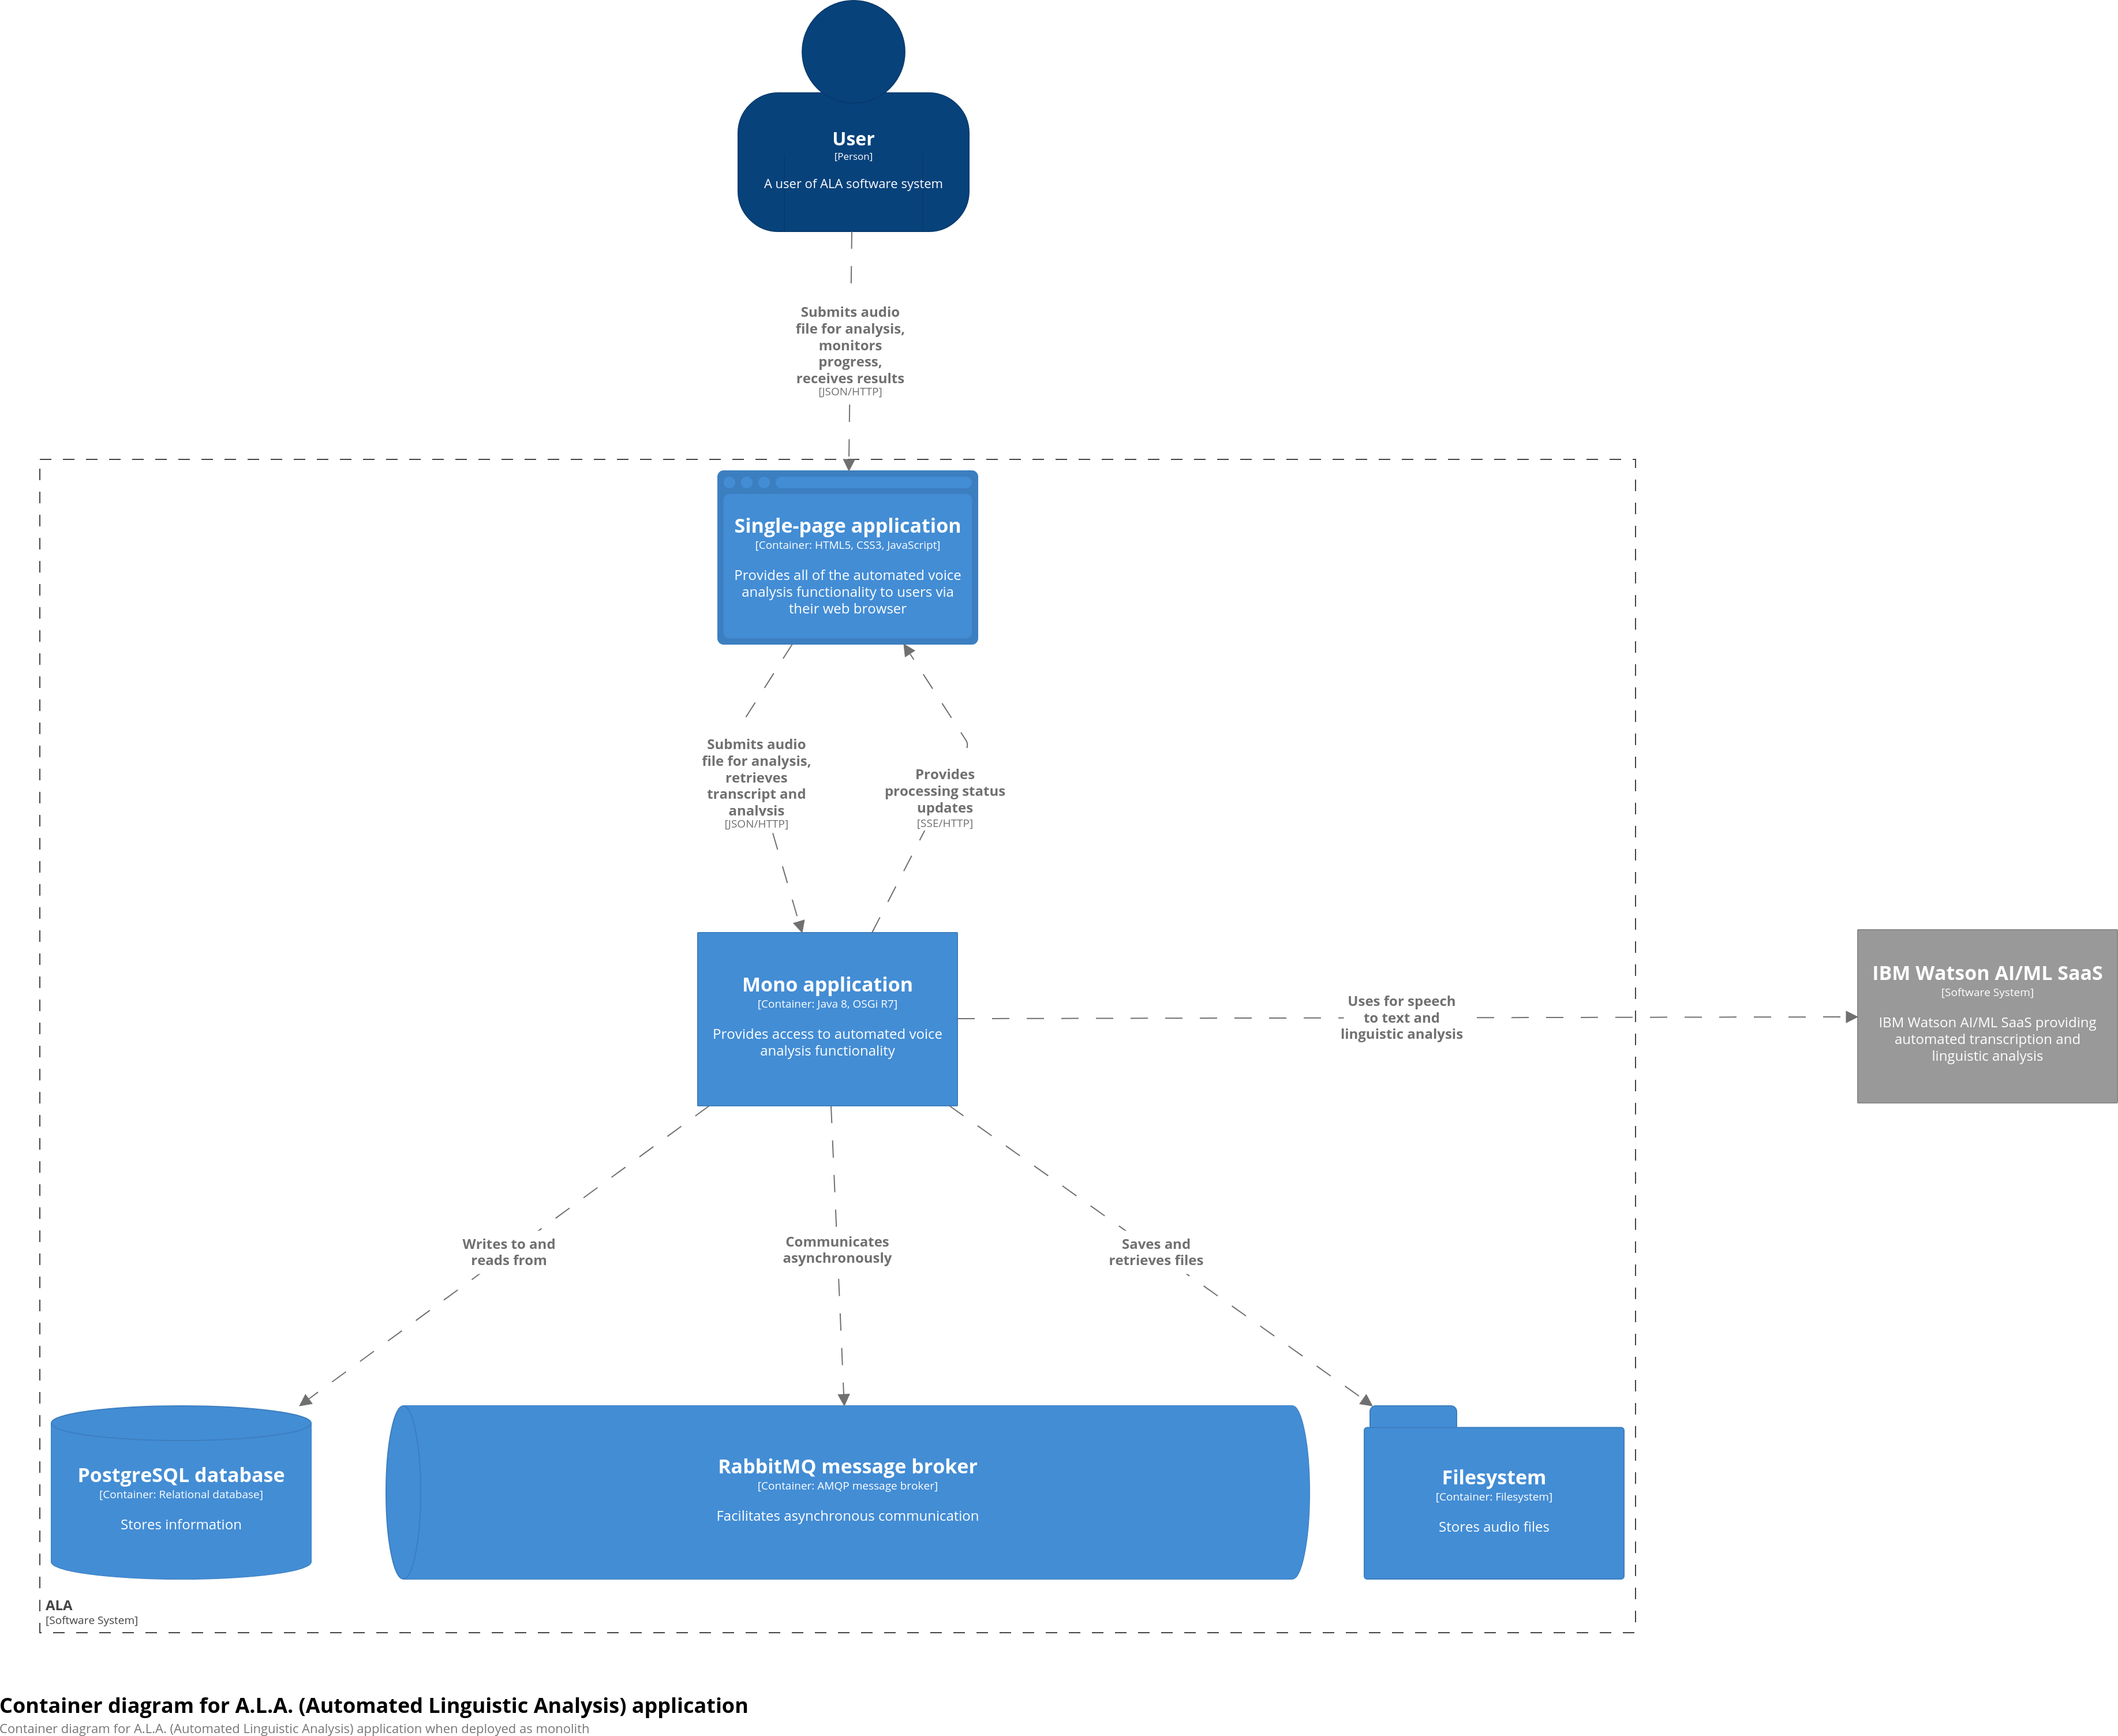 User
[Person]
A user of ALA software system
Submits audio
file for analysis,
monitors
progress,
receives results
[JSON/HTTP]
Single-page application
[Container: HTML5, CSS3, JavaScript]
Provides all of the automated voice
analysis functionality to users via
their web browser
Submits audio
file for analysis,
retrieves
transcript and
analysis
[JSON/HTTP]
Provides
processing status
updates
[SSE/HTTP]
Mono application
[Container: Java 8, OSGi R7]
Provides access to automated voice
analysis functionality
Uses for speech
to text and
linguistic analysis
IBM Watson AI/ML SaaS
[Software System]
IBM Watson AI/ML SaaS providing
automated transcription and
linguistic analysis
Writes to and
reads from
Communicates
asynchronously
Saves and
retrieves files
PostgreSQL database
[Container: Relational database]
Stores information
RabbitMQ message broker
[Container: AMQP message broker]
Facilitates asynchronous communication
Filesystem
[Container: Filesystem]
Stores audio files
ALA
[Software System]
Container diagram for A.L.A. (Automated Linguistic Analysis) application
Container diagram for A.L.A. (Automated Linguistic Analysis) application when deployed as monolith